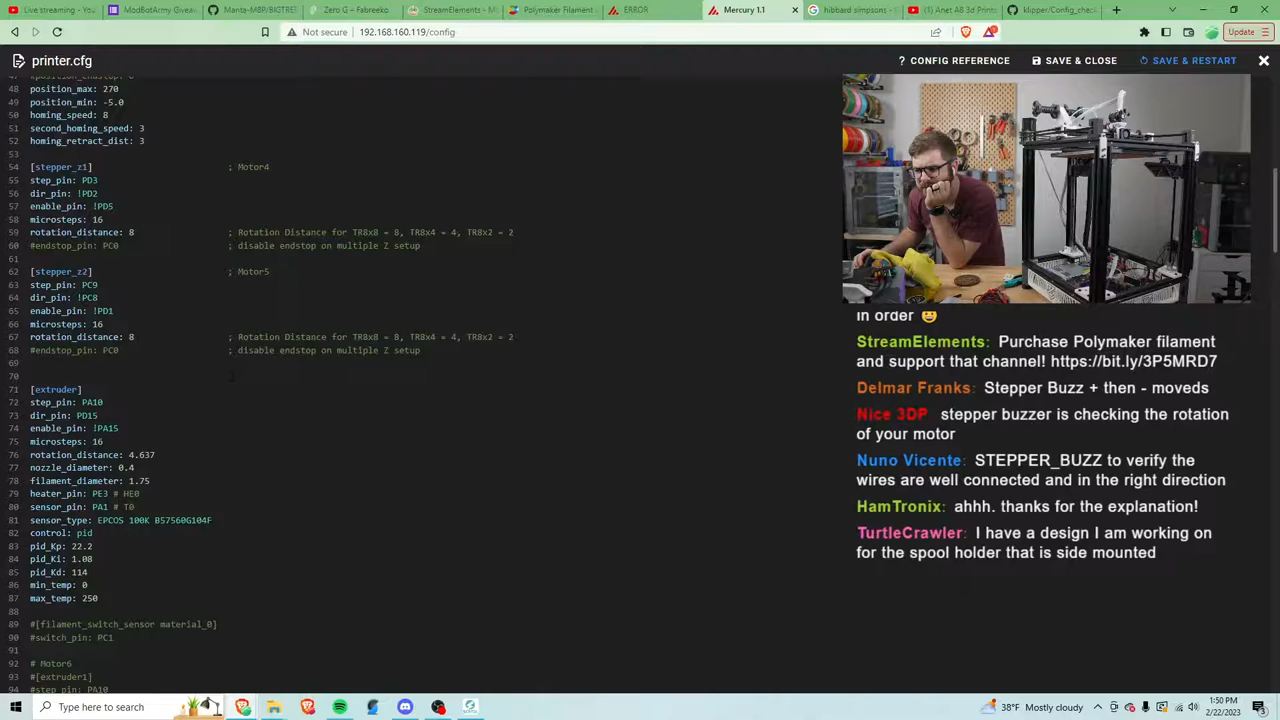 Live streaming - You
ModBotArmy Givea
Manta-M8P/BIGTRE
Zero G – Fabreeko
StreamElements - M
Polymaker Filament
ERROR
Mercury 1.1
hibbard simpsons -
(1) Anet A8 3d Print
klipper/Config_check
Not secure
192.168.160.119/config
Update
printer.cfg
? CONFIG REFERENCE
SAVE & CLOSE
SAVE & RESTART
48 position_max: 270
49 position_min: -5.0
50 homing_speed: 8
51 second_homing_speed: 3
52 homing_retract_dist: 3
53
54 [stepper_z1] ; Motor4
55 step_pin: PD3
56 dir_pin: !PD2
57 enable_pin: !PD5
58 microsteps: 16
59 rotation_distance: 8 ; Rotation Distance for TR8x8 = 8, TR8x4 = 4, TR8x2 = 2
60 #endstop_pin: PC0 ; disable endstop on multiple Z setup
61
62 [stepper_z2] ; Motor5
63 step_pin: PC9
64 dir_pin: !PC8
65 enable_pin: !PD1
66 microsteps: 16
67 rotation_distance: 8 ; Rotation Distance for TR8x8 = 8, TR8x4 = 4, TR8x2 = 2
68 #endstop_pin: PC0 ; disable endstop on multiple Z setup
69
70
71 [extruder]
72 step_pin: PA10
73 dir_pin: PD15
74 enable_pin: !PA15
75 microsteps: 16
76 rotation_distance: 4.637
77 nozzle_diameter: 0.4
78 filament_diameter: 1.75
79 heater_pin: PE3 # HE0
80 sensor_pin: PA1 # T0
81 sensor_type: EPCOS 100K B57560G104F
82 control: pid
83 pid_Kp: 22.2
84 pid_Ki: 1.08
85 pid_Kd: 114
86 min_temp: 0
87 max_temp: 250
88
89 #[filament_switch_sensor material_0]
90 #switch_pin: PC1
91
92 # Motor6
93 #[extruder1]
94 #step_pin: PA10
in order 😀
StreamElements: Purchase Polymaker filament
and support that channel! https://bit.ly/3P5MRD7
Delmar Franks: Stepper Buzz + then - moveds
Nice 3DP stepper buzzer is checking the rotation
of your motor
Nuno Vicente: STEPPER_BUZZ to verify the
wires are well connected and in the right direction
HamTronix: ahhh. thanks for the explanation!
TurtleCrawler: I have a design I am working on
for the spool holder that is side mounted
Type here to search
38°F Mostly cloudy
1:50 PM
2/22/2023